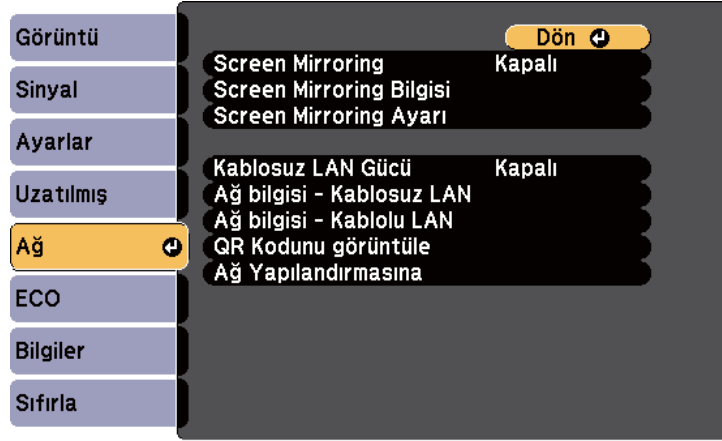 Görüntü
Sinyal
Ayarlar
Uzatılmış
Ağ
ECO
Bilgiler
Sıfırla
Dön
Screen Mirroring Kapalı
Screen Mirroring Bilgisi
Screen Mirroring Ayarı
Kablosuz LAN Gücü Kapalı
Ağ bilgisi - Kablosuz LAN
Ağ bilgisi - Kablolu LAN
QR Kodunu görüntüle
Ağ Yapılandırmasına